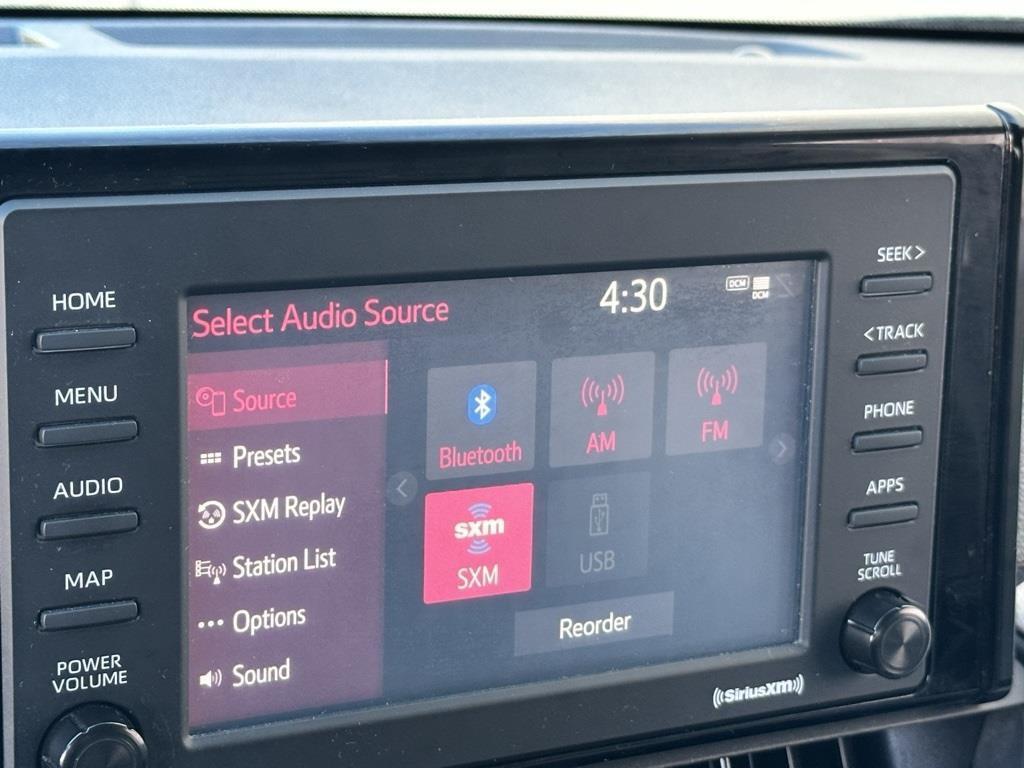 HOME
MENU
AUDIO
MAP
POWER
VOLUME
Select Audio Source
4:30
DCM
DCM
Source
Presets
SXM Replay
Station List
Options
Sound
Bluetooth
AM
FM
sxm
SXM
USB
Reorder
SEEK>
<TRACK
PHONE
APPS
TUNE
SCROLL
((SiriusXM))